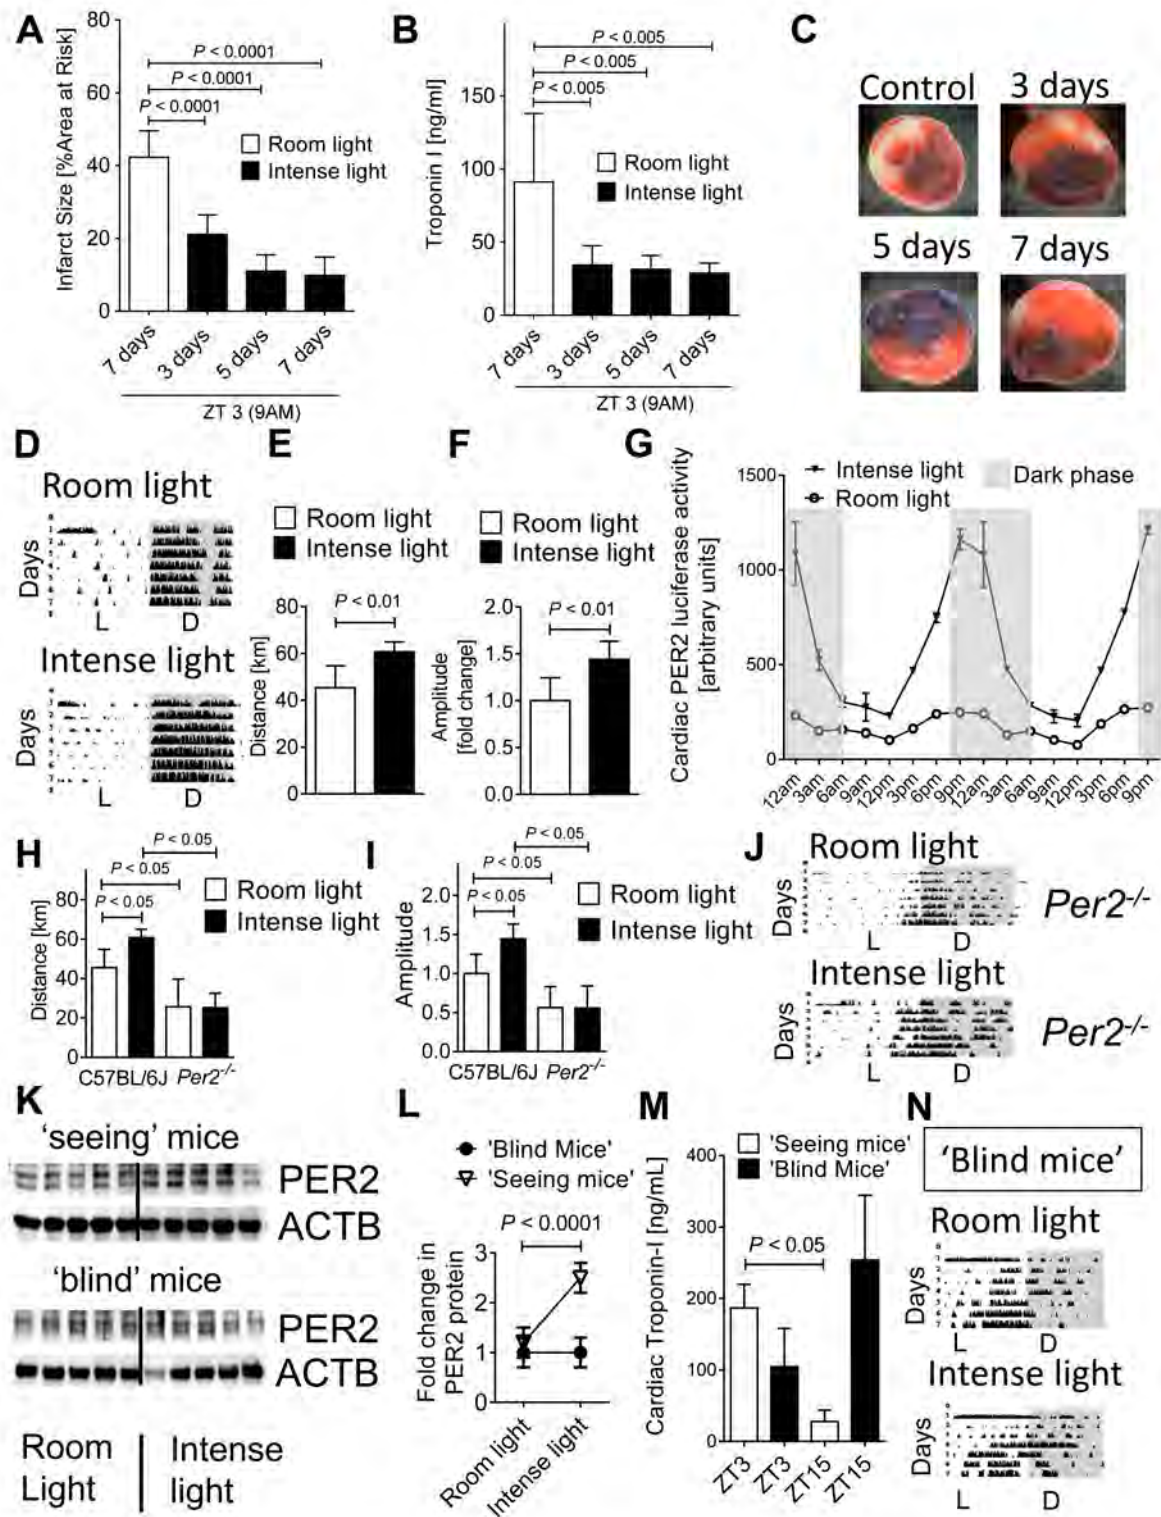 A
Infarct Size [%Area at Risk]
80
60
40
20
0
P < 0.0001
P < 0.0001
P < 0.0001
Room light
Intense light
7 days
3 days
5 days
7 days
ZT 3 (9AM)
B
Troponin I [ng/ml]
150
100
50
0
P < 0.005
P < 0.005
P < 0.005
Room light
Intense light
7 days
3 days
5 days
7 days
ZT 3 (9AM)
C
Control
3 days
5 days
7 days
D
Room light
Days
L
D
Intense light
Days
L
D
E
Room light
Intense light
Distance [km]
80
60
40
20
0
P < 0.01
F
Room light
Intense light
Amplitude
[fold change]
2.0
1.5
1.0
0.5
0.0
P < 0.01
G
Cardiac PER2 luciferase activity
[arbitrary units]
Intense light
Room light
Dark phase
1500
1000
500
0
12am
3am
6am
9am
12pm
3pm
6pm
9pm
12am
3am
6am
9am
12pm
3pm
6pm
9pm
H
Distance [km]
80
60
40
20
0
P < 0.05
P < 0.05
P < 0.05
Room light
Intense light
C57BL/6J Per2-/-
I
Amplitude
2.0
1.5
1.0
0.5
0.0
P < 0.05
P < 0.05
P < 0.05
Room light
Intense light
C57BL/6J Per2-/-
J
Room light
Days
L
D
Per2-/-
Intense light
Days
L
D
Per2-/-
K
'seeing' mice
PER2
ACTB
'blind' mice
PER2
ACTB
Room
Light
Intense
light
L
'Blind Mice'
'Seeing mice'
P < 0.0001
Fold change in
PER2 protein
3
2
1
0
Room light
Intense light
M
'Seeing mice'
'Blind Mice'
Cardiac Troponin-I [ng/mL]
400
300
200
100
0
P < 0.05
ZT3
ZT3
ZT15
ZT15
N
'Blind mice'
Room light
Days
L
D
Intense light
Days
L
D